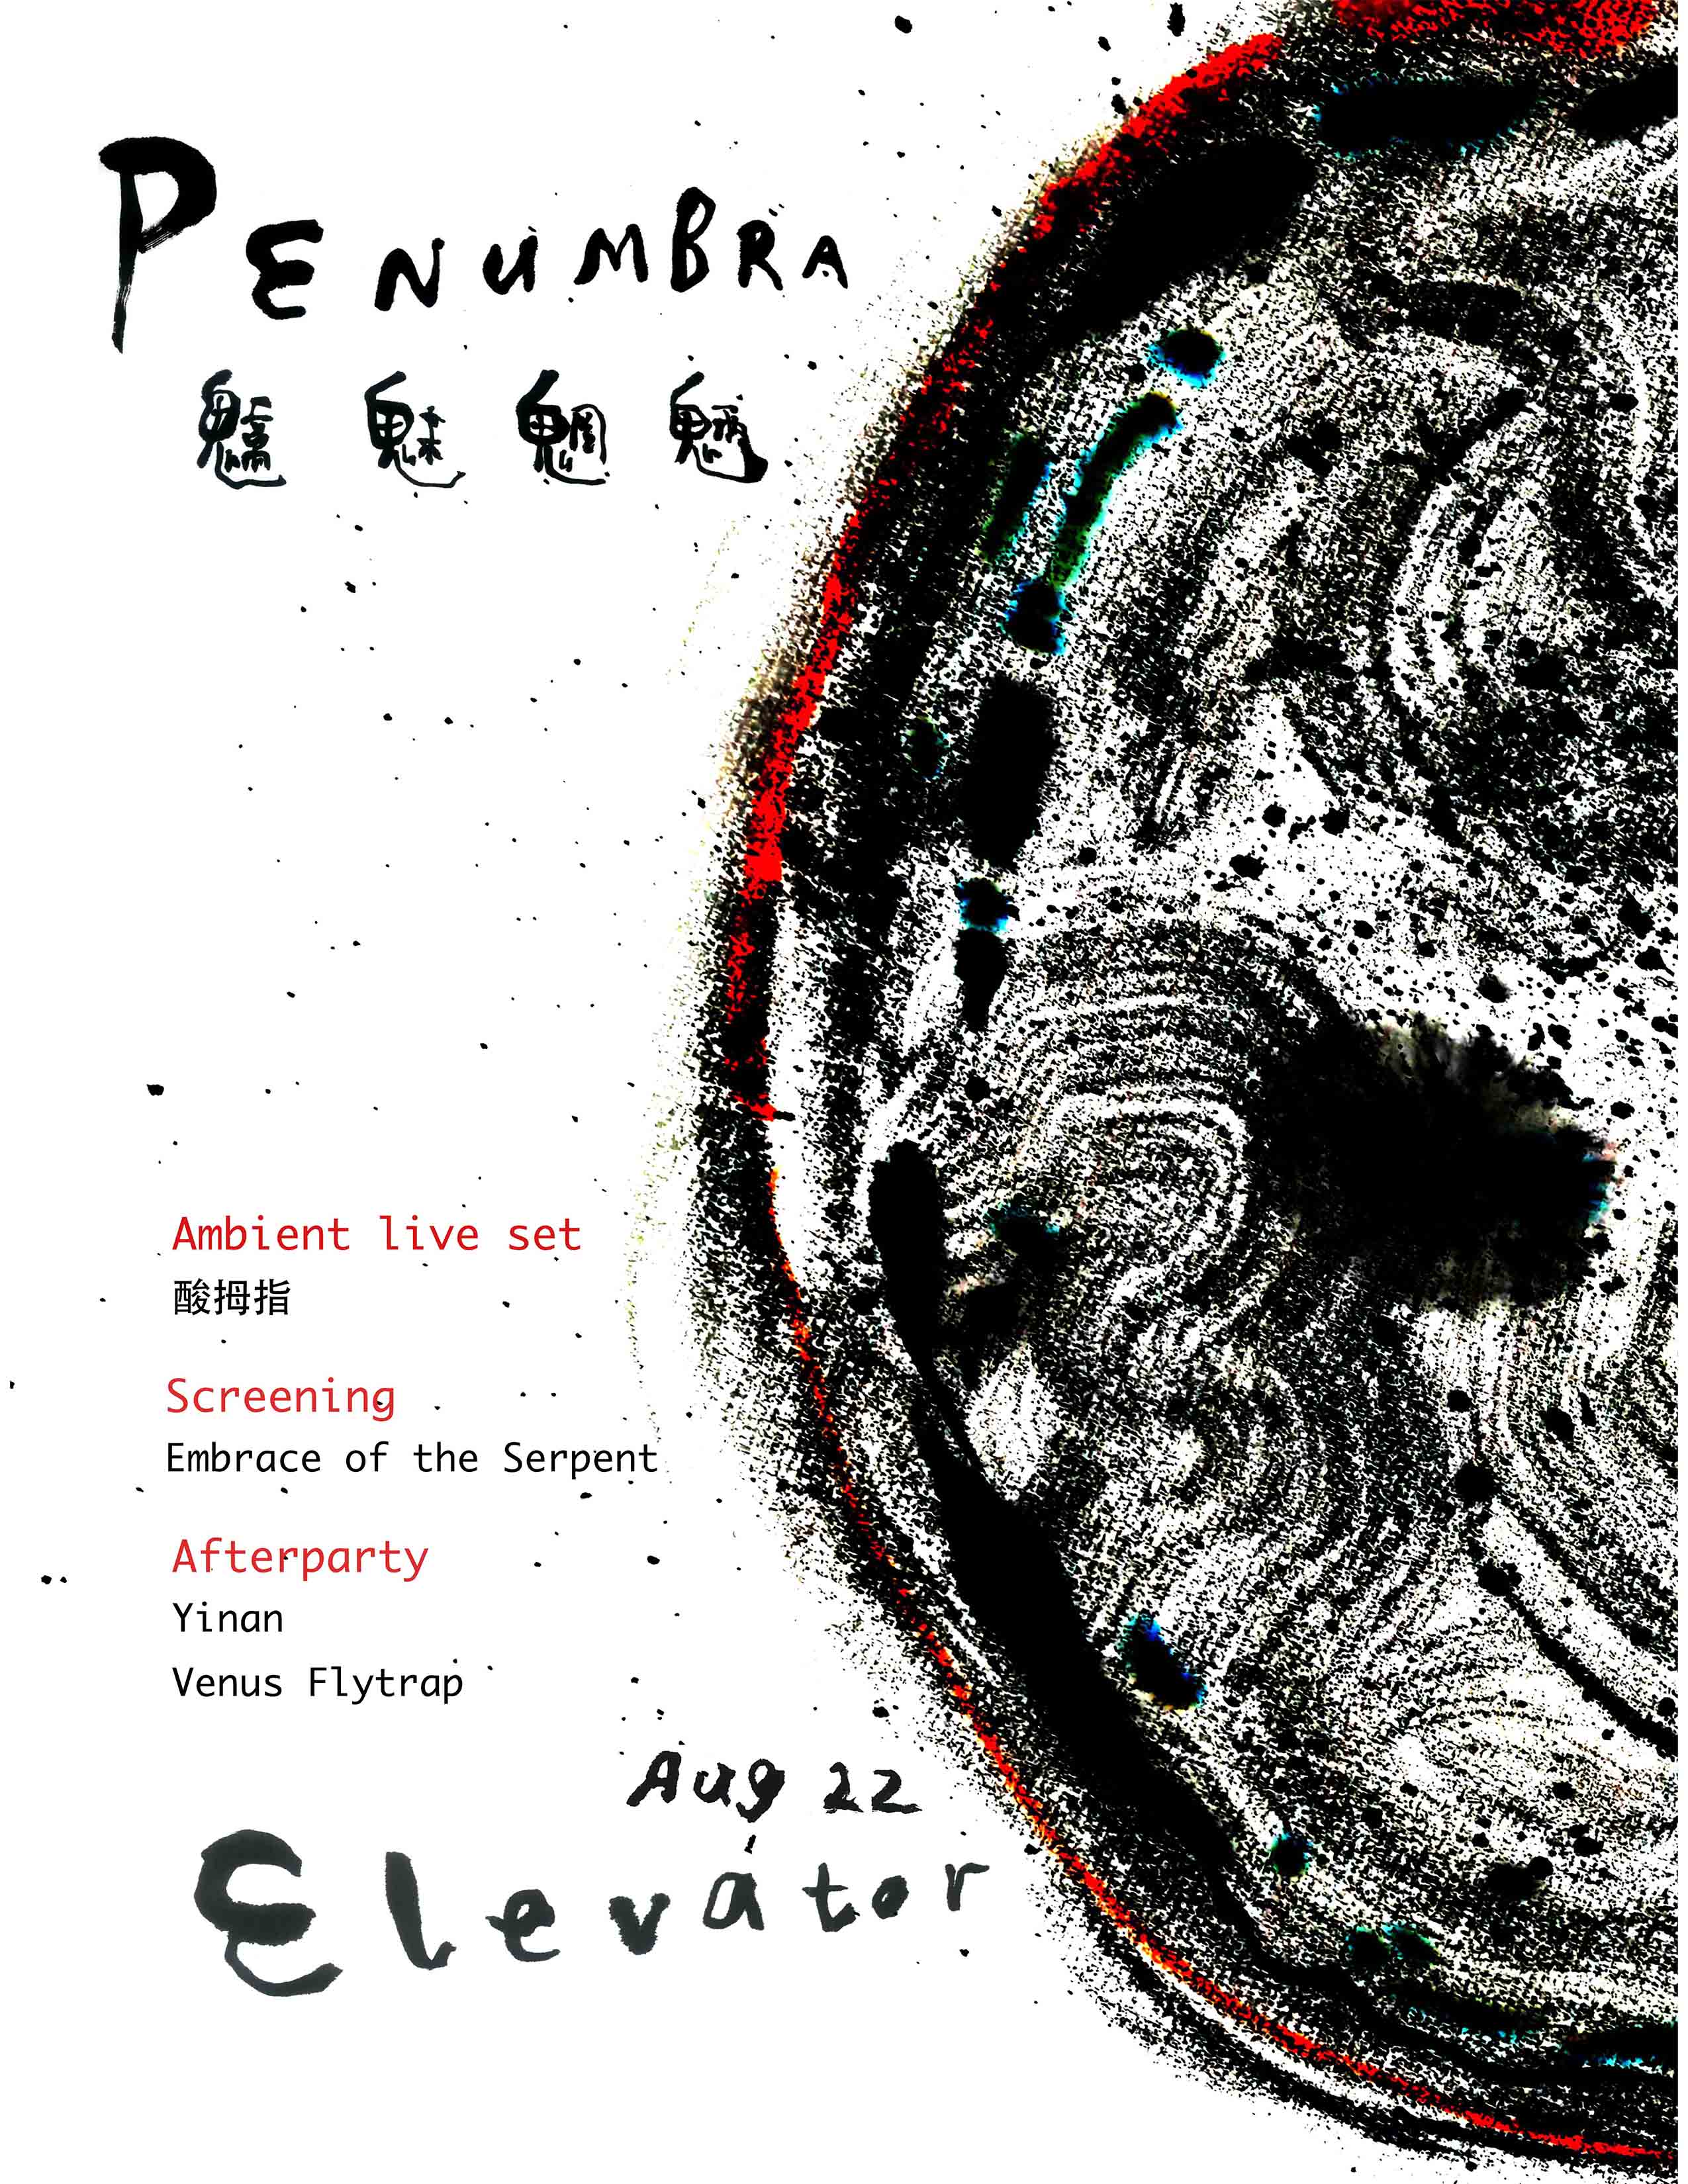 PENUMBRA
魑魅魍魎
Ambient live set
酸拇指
Screening
Embrace of the Serpent
Afterparty
Yinan
Venus Flytrap
Aug 22
Elevator